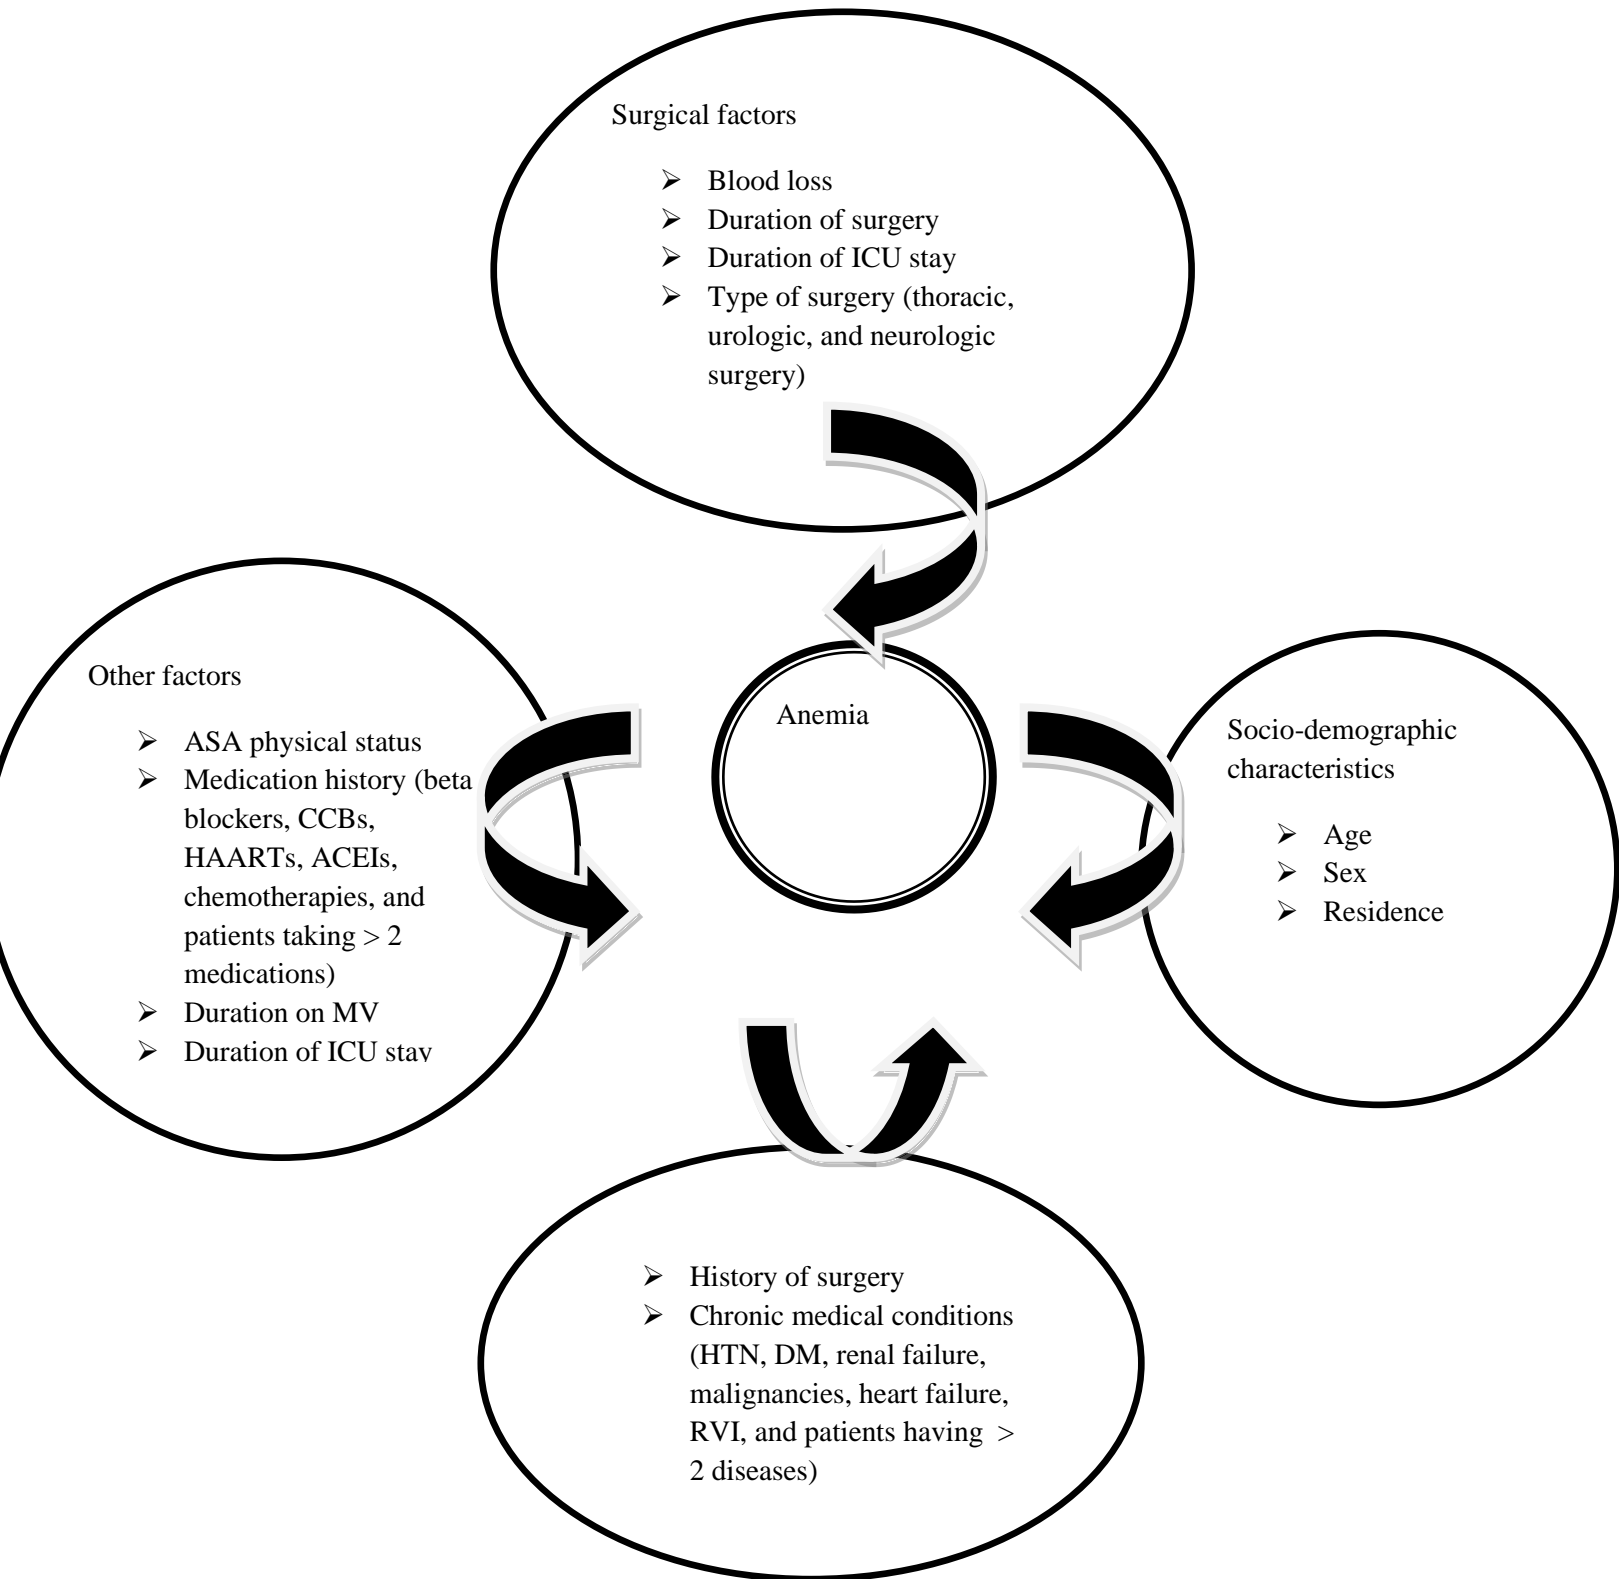 Surgical factors
➢ Blood loss
➢ Duration of surgery
➢ Duration of ICU stay
➢ Type of surgery (thoracic,
urologic, and neurologic
surgery)
Other factors
➢ ASA physical status
➢ Medication history (beta
blockers, CCBs,
HAARTs, ACEIs,
chemotherapies, and
patients taking > 2
medications)
➢ Duration on MV
➢ Duration of ICU stay
Anemia
Socio-demographic
characteristics
➢ Age
➢ Sex
➢ Residence
➢ History of surgery
➢ Chronic medical conditions
(HTN, DM, renal failure,
malignancies, heart failure,
RVI, and patients having >
2 diseases)